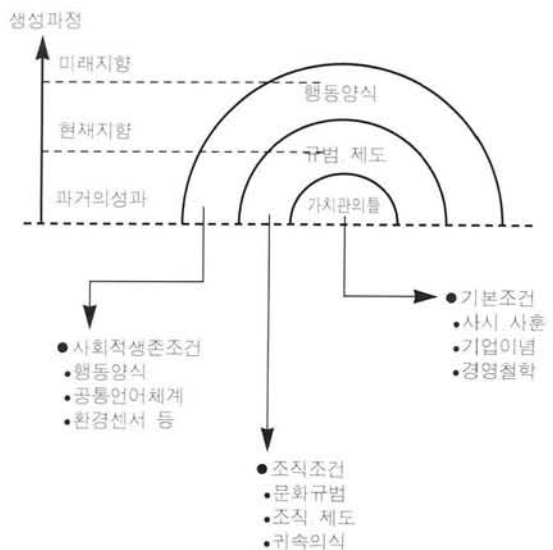 생성과정
미래지향
행동양식
현재지향
규범. 제도
과거의성과
가치관의틀
● 기본조건
• 사시. 사훈
• 기업이념
• 경영철학
● 사회적생존조건
• 행동양식
• 공통언어체계
• 환경센서 등
● 조직조건
• 문화규범
• 조직. 제도
• 귀속의식